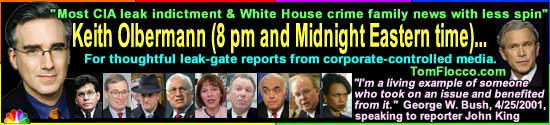 "Most CIA leak indictment & White House crime family news with less spin"
Keith Olbermann (8 pm and Midnight Eastern time)...
For thoughtful leak-gate reports from corporate-controlled media.
TomFlocco.com
"I'm a living example of someone
who took on an issue and benefited
from it." George W. Bush, 4/25/2001,
speaking to reporter John King